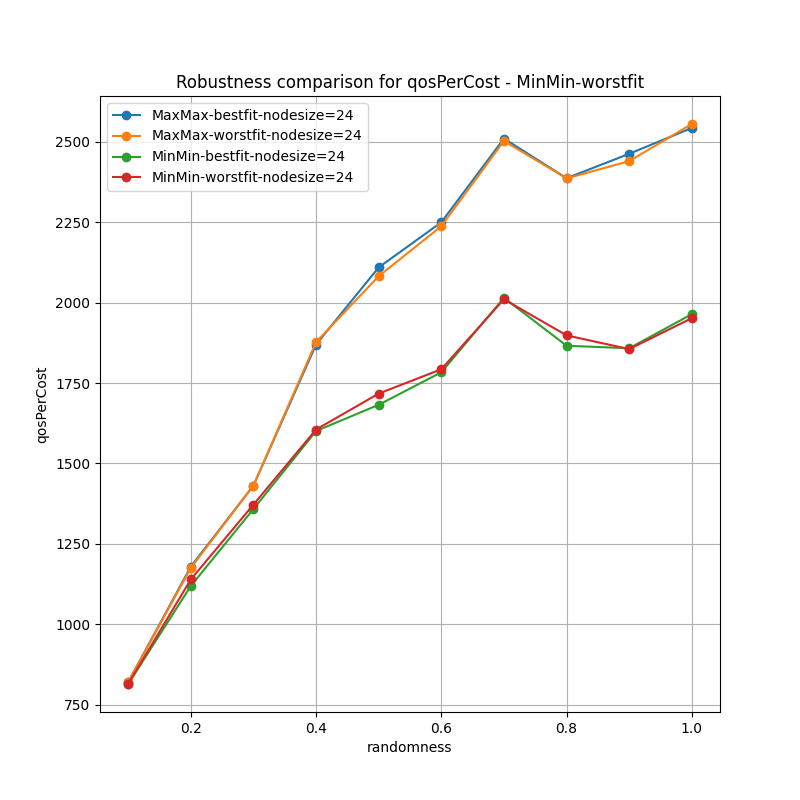 Robustness comparison for qosPerCost - MinMin-worstfit
MaxMax-bestfit-nodesize=24
MaxMax-worstfit-nodesize=24
MinMin-bestfit-nodesize=24
MinMin-worstfit-nodesize=24
2500
2250
2000
1750
1500
1250
1000
750
qosPerCost
0.2 0.4 0.6 0.8 1.0
randomness